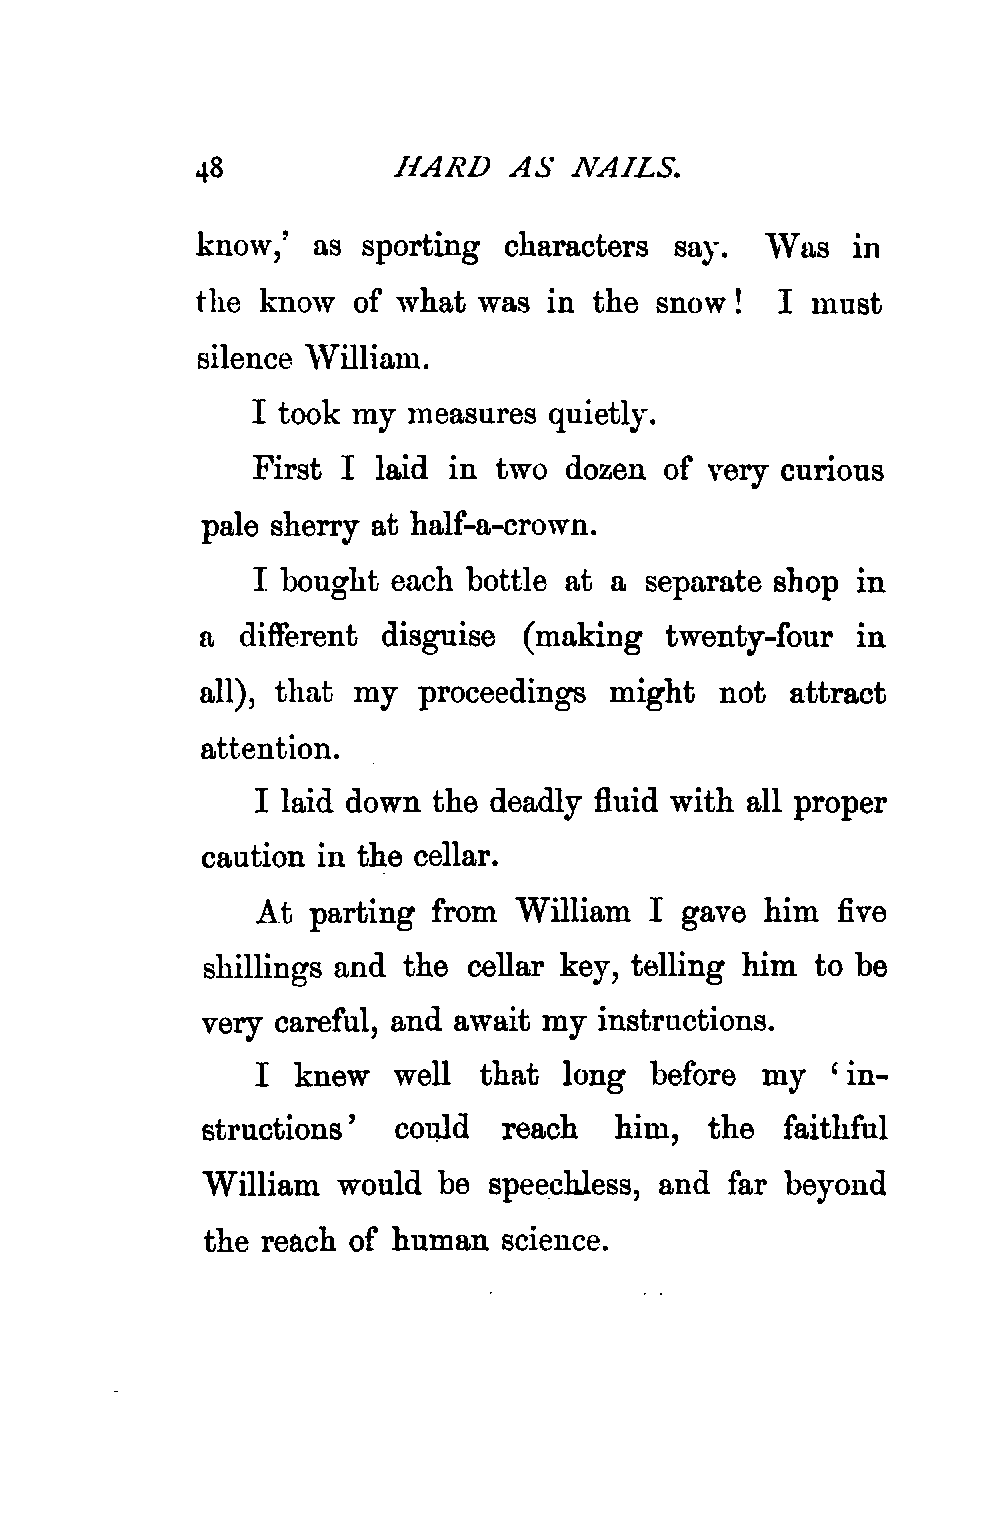 48 HARD AS NAILS.
know,’ as sporting characters say. Was in
the know of what was in the snow! I must
silence William.
I took my measures quietly.
First I laid in two dozen of very curious
pale sherry at half-a-crown.
I bought each bottle at a separate shop in
a different disguise (making twenty-four in
all), that my proceedings might not attract
attention.
I laid down the deadly fluid with all proper
caution in the cellar.
At parting from William I gave him five
shillings and the cellar key, telling him to be
very careful, and await my instructions.
I knew well that long before my ‘in-
structions’ could reach him, the faithful
William would be speechless, and far beyond
the reach of human science.